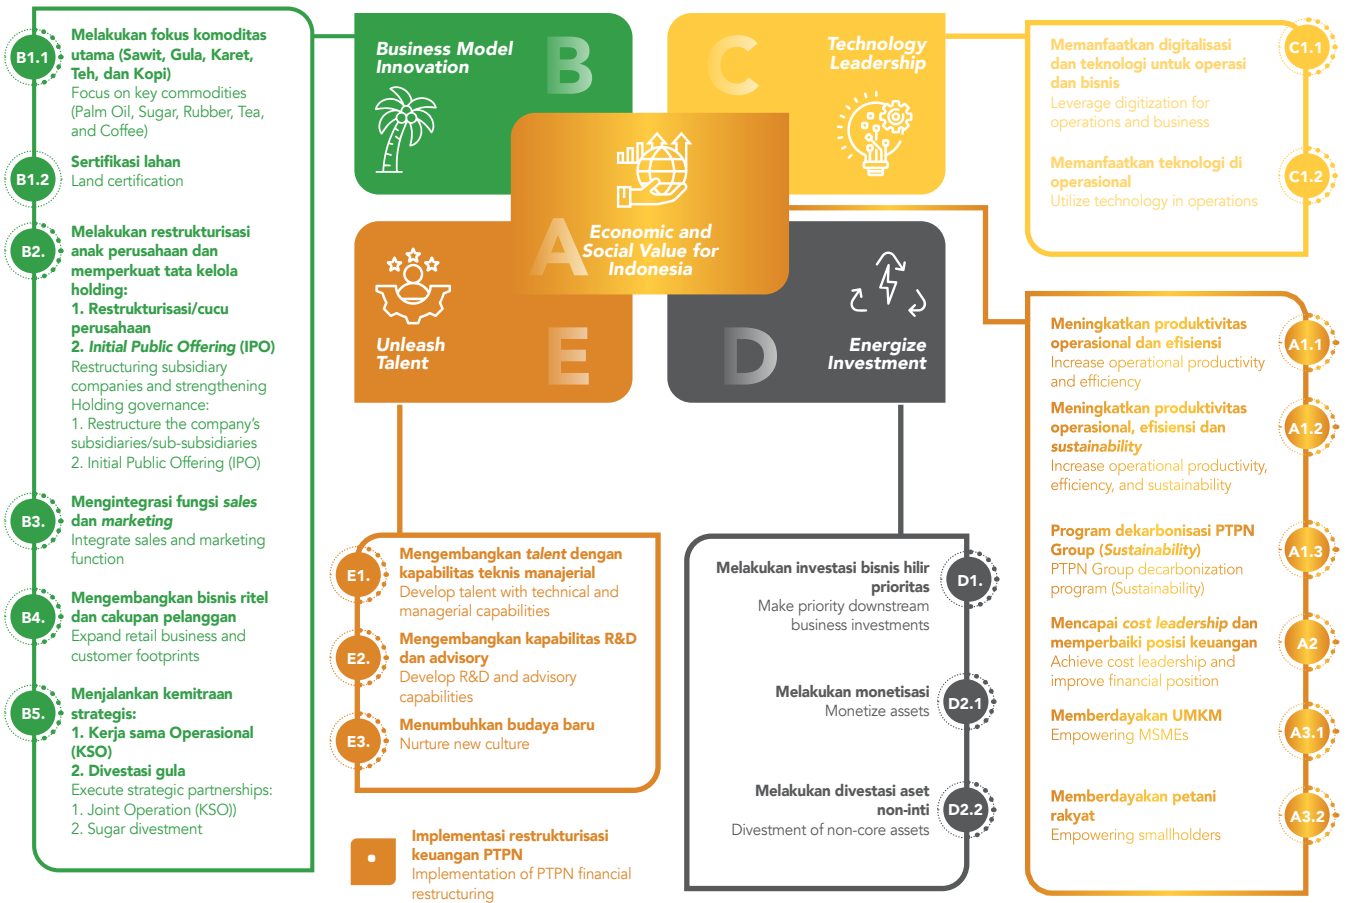 B1.1
Melakukan fokus komoditas
utama (Sawit, Gula, Karet,
Teh, dan Kopi)
Focus on key commodities
(Palm Oil, Sugar, Rubber, Tea,
and Coffee)
B1.2
Sertifikasi lahan
Land certification
B2.
Melakukan restrukturisasi
anak perusahaan dan
memperkuat tata kelola
holding:
1. Restrukturisasi/cucu
perusahaan
2. Initial Public Offering (IPO)
Restructuring subsidiary
companies and strengthening
Holding governance:
1. Restructure the company's
subsidiaries/sub-subsidiaries
2. Initial Public Offering (IPO)
B3.
Mengintegrasi fungsi sales
dan marketing
Integrate sales and marketing
function
B4.
Mengembangkan bisnis ritel
dan cakupan pelanggan
Expand retail business and
customer footprints
B5.
Menjalankan kemitraan
strategis:
1. Kerja sama Operasional
(KSO)
2. Divestasi gula
Execute strategic partnerships:
1. Joint Operation (KSO))
2. Sugar divestment
Business Model
Innovation
B
C
Technology
Leadership
A
Economic and
Social Value for
Indonesia
Unleash
Talent
E
D
Energize
Investment
E1.
Mengembangkan talent dengan
kapabilitas teknis manajerial
Develop talent with technical and
managerial capabilities
E2.
Mengembangkan kapabilitas R&D
dan advisory
Develop R&D and advisory
capabilities
E3.
Menumbuhkan budaya baru
Nurture new culture
Implementasi restrukturisasi
keuangan PTPN
Implementation of PTPN financial
restructuring
Melakukan investasi bisnis hilir
prioritas
Make priority downstream
business investments
D1.
Melakukan monetisasi
Monetize assets
D2.1
Melakukan divestasi aset
non-inti
Divestment of non-core assets
D2.2
Memanfaatkan digitalisasi
dan teknologi untuk operasi
dan bisnis
Leverage digitization for
operations and business
C1.1
Memanfaatkan teknologi di
operasional
Utilize technology in operations
C1.2
Meningkatkan produktivitas
operasional dan efisiensi
Increase operational productivity
and efficiency
A1.1
Meningkatkan produktivitas
operasional, efisiensi dan
sustainability
Increase operational productivity,
efficiency, and sustainability
A1.2
Program dekarbonisasi PTPN
Group (Sustainability)
PTPN Group decarbonization
program (Sustainability)
A1.3
Mencapai cost leadership dan
memperbaiki posisi keuangan
Achieve cost leadership and
improve financial position
A2
Memberdayakan UMKM
Empowering MSMEs
A3.1
Memberdayakan petani
rakyat
Empowering smallholders
A3.2